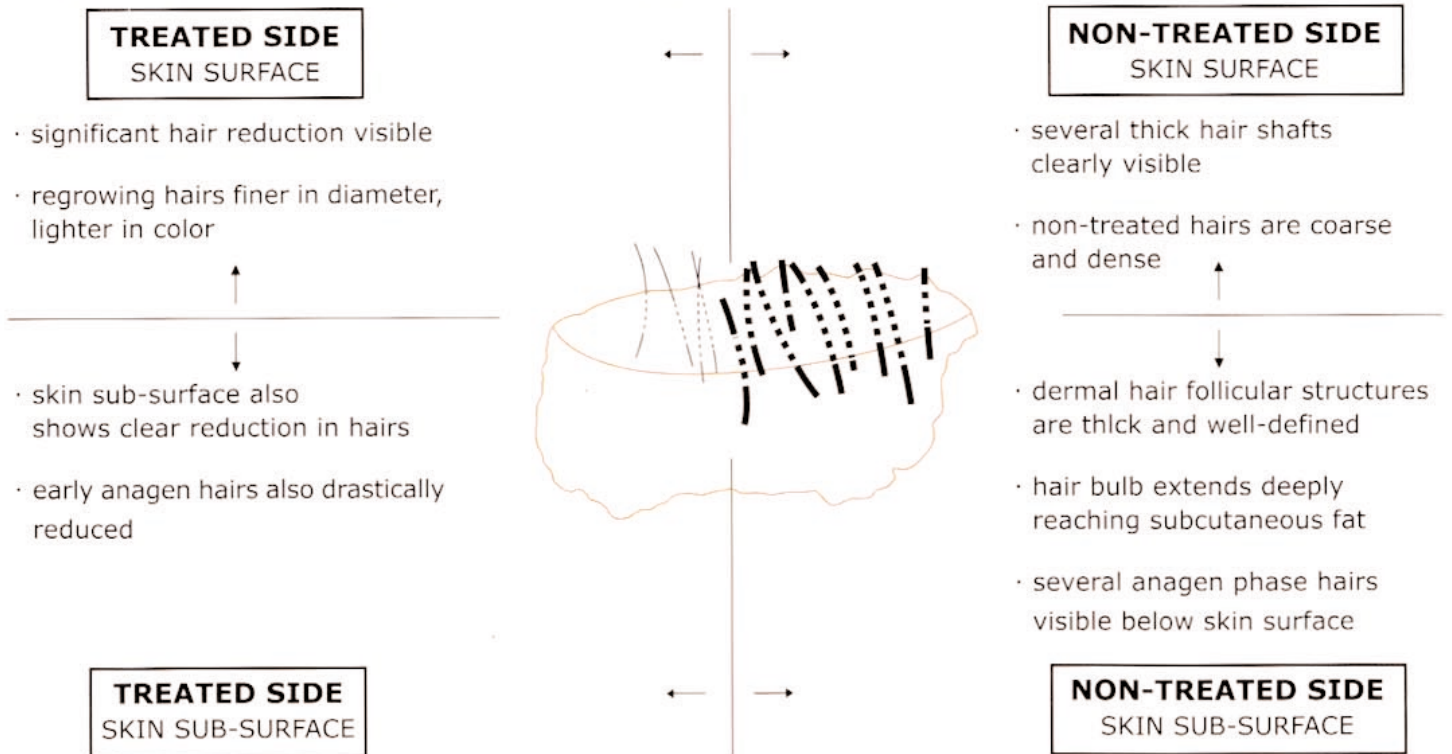 TREATED SIDE
SKIN SURFACE
· significant hair reduction visible
· regrowing hairs finer in diameter,
lighter in color
· skin sub-surface also
shows clear reduction in hairs
· early anagen hairs also drastically
reduced
TREATED SIDE
SKIN SUB-SURFACE
NON-TREATED SIDE
SKIN SURFACE
· several thick hair shafts
clearly visible
· non-treated hairs are coarse
and dense
· dermal hair follicular structures
are thick and well-defined
· hair bulb extends deeply
reaching subcutaneous fat
· several anagen phase hairs
visible below skin surface
NON-TREATED SIDE
SKIN SUB-SURFACE